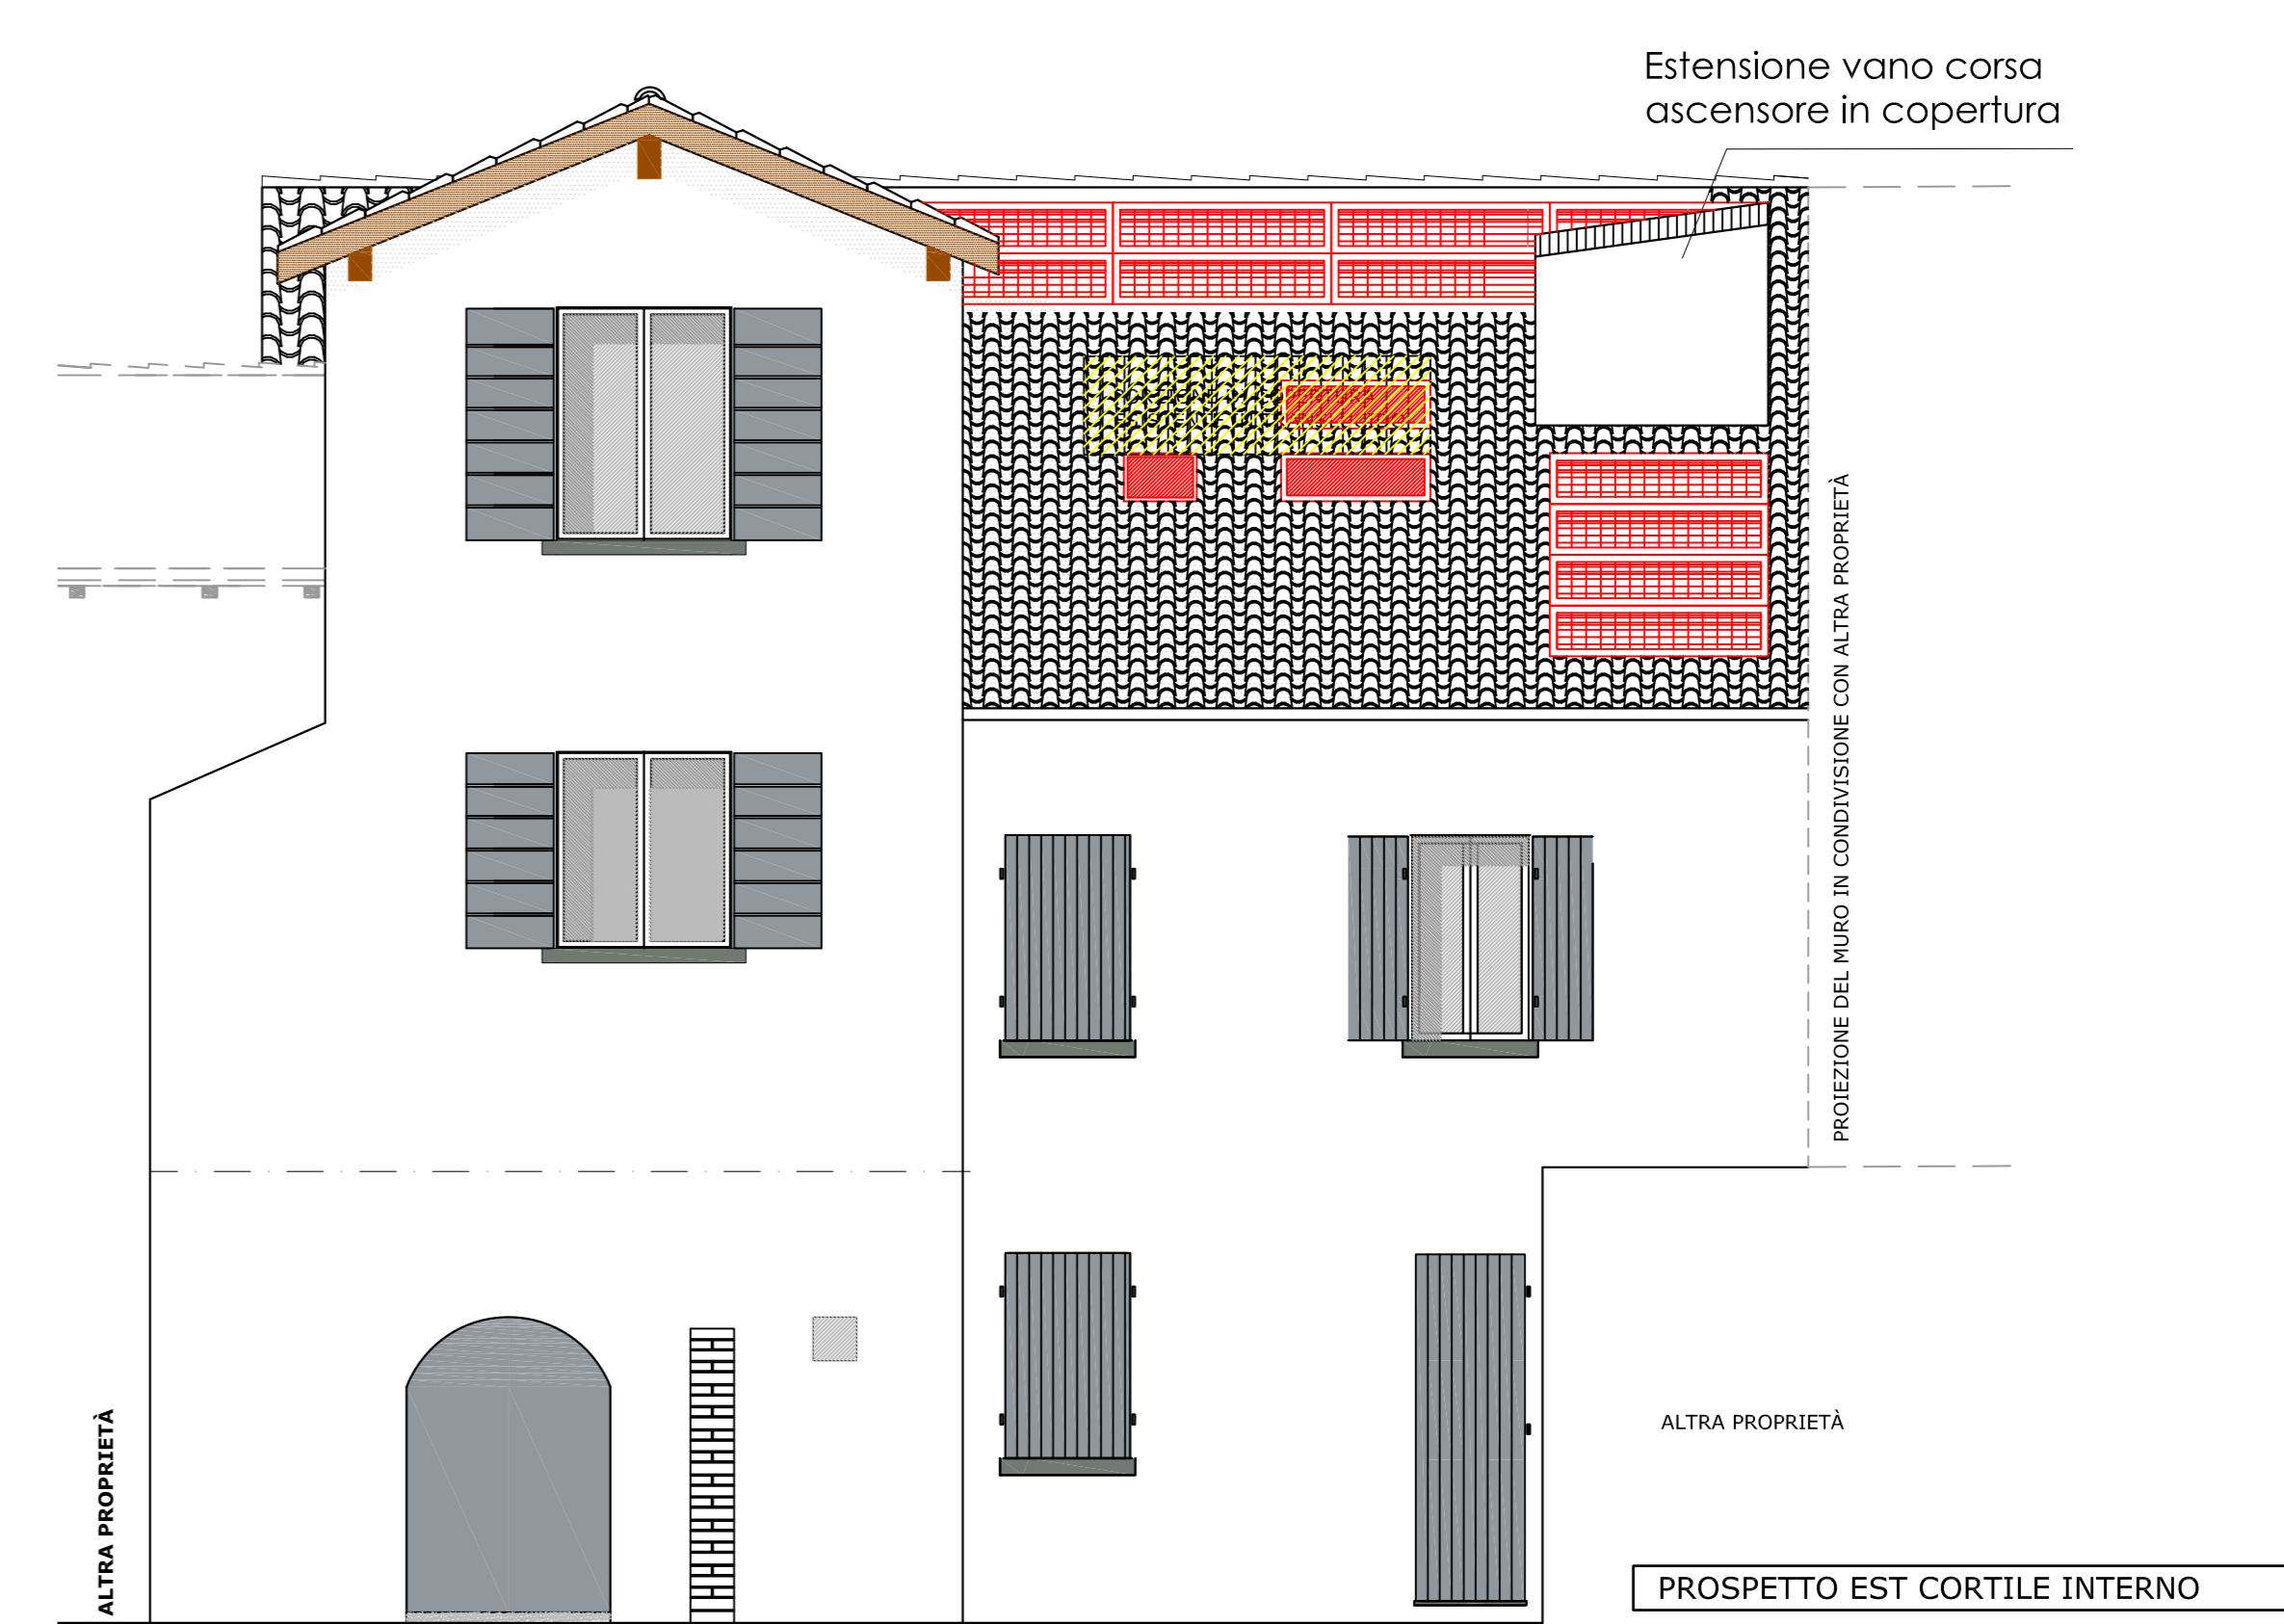 Estensione vano corsa
ascensore in copertura
PROIEZIONE DEL MURO IN CONDIVISIONE CON ALTRA PROPRIETÀ
ALTRA PROPRIETÀ
ALTRA PROPRIETÀ
PROSPETTO EST CORTILE INTERNO